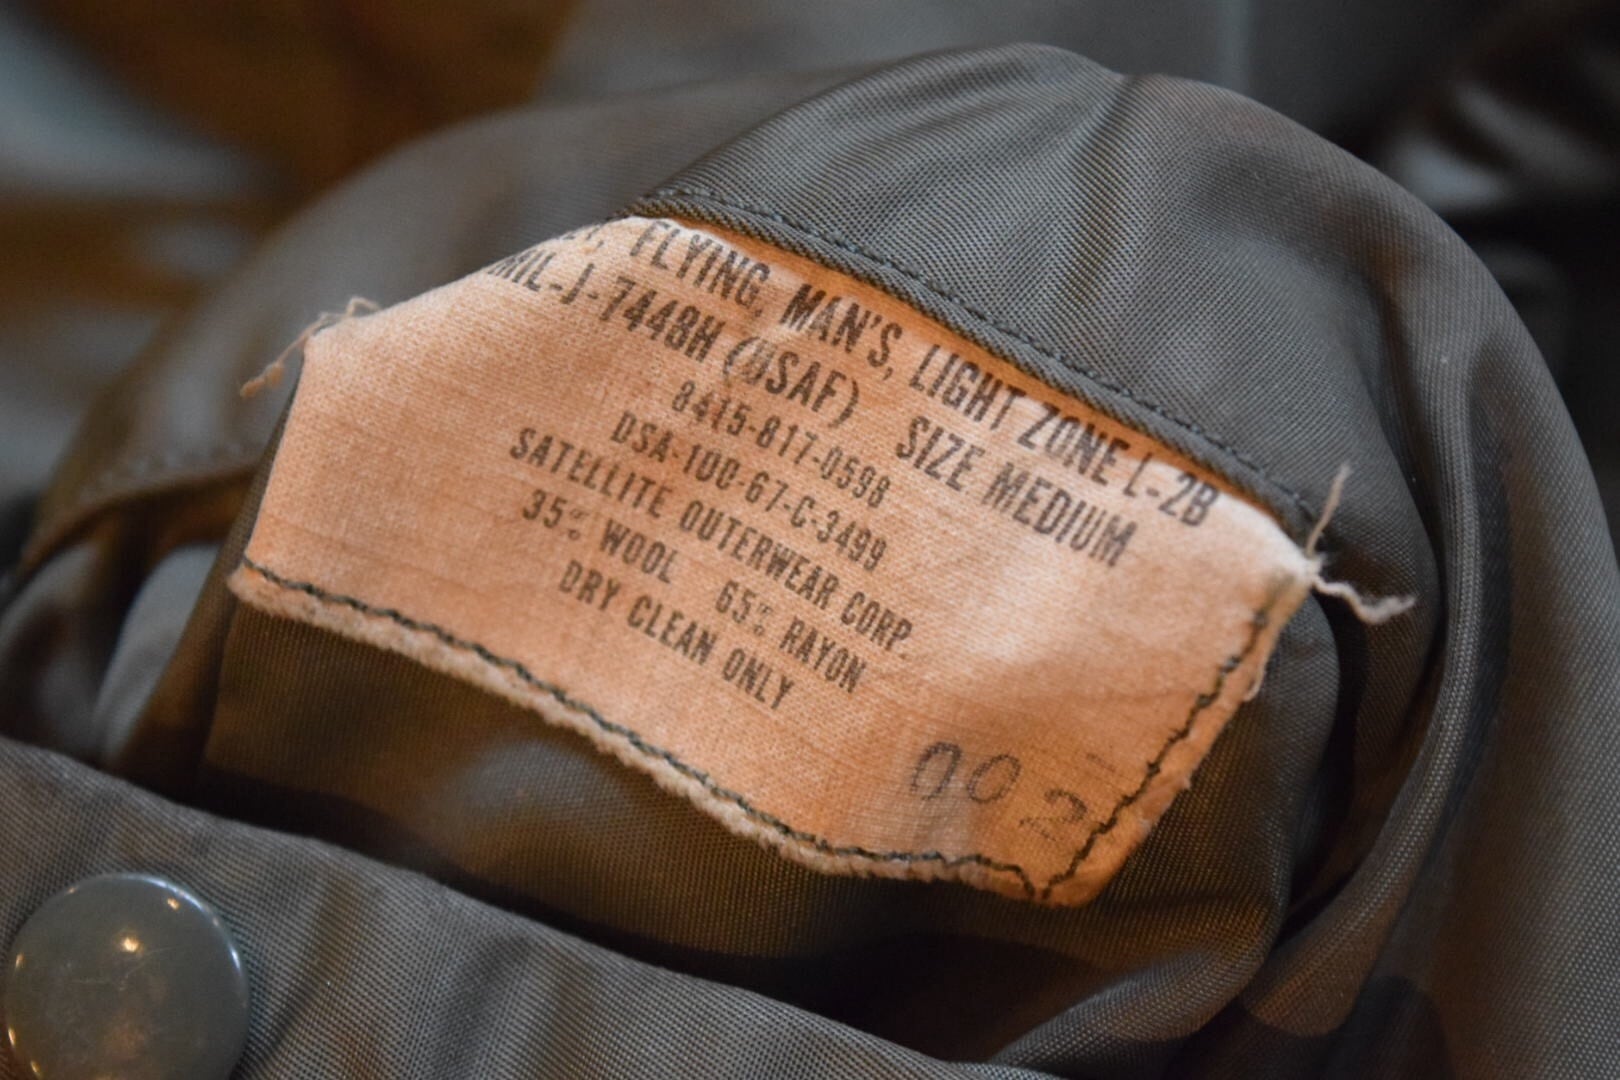 FLYING, MAN'S, LIGHT ZONE L-2B
MIL-J-7448H (USAF) SIZE MEDIUM
8415-817-0598
DSA-100-67-C-3499
SATELLITE OUTERWEAR CORP.
35% WOOL 65% RAYON
DRY CLEAN ONLY
002